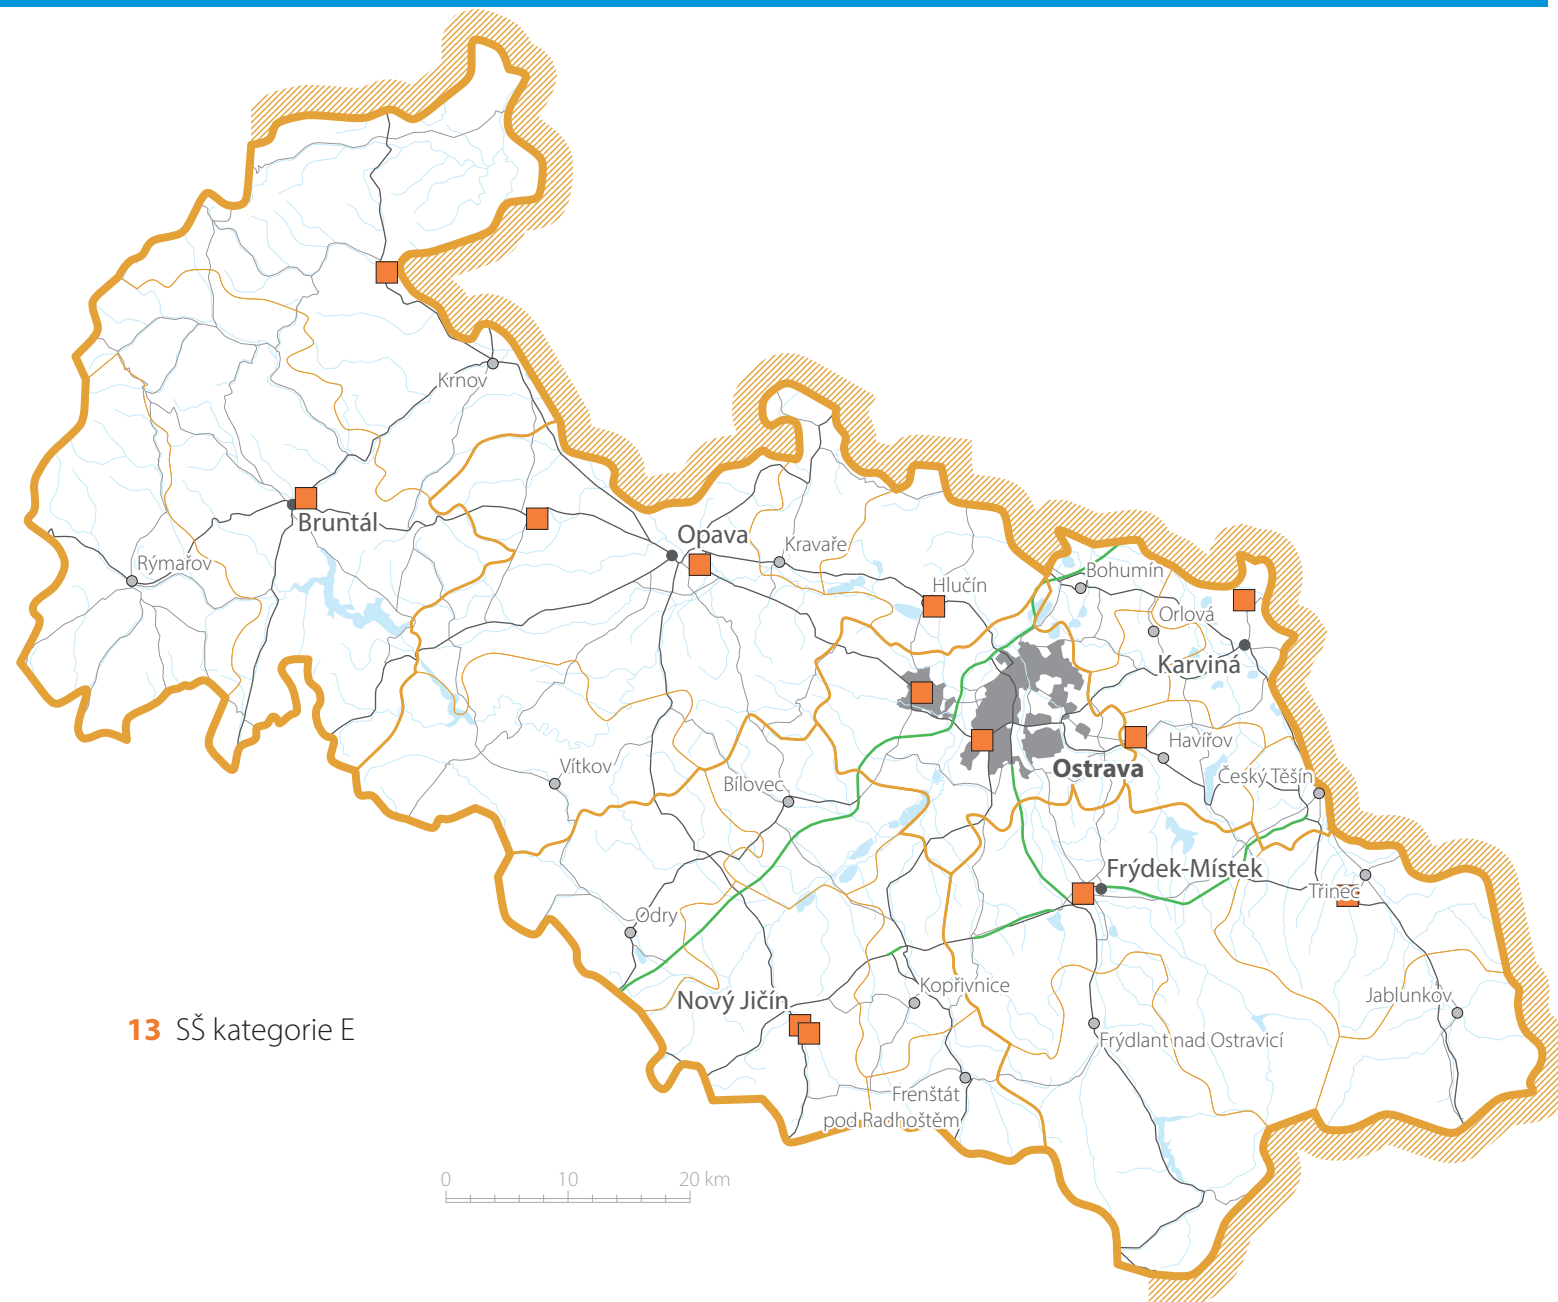 Krnov
Bruntál
Rýmařov
Opava
Kravaře
Hlučín
Bohumín
Orlová
Karviná
Havířov
Ostrava
Český Těšín
Vítkov
Bílovec
Frýdek-Místek
Třinec
Odry
Nový Jičín
Kopřivnice
Jablunkov
Frýdlant nad Ostravicí
Frenštát
pod Radhoštěm
13 SŠ kategorie E
0 10 20 km